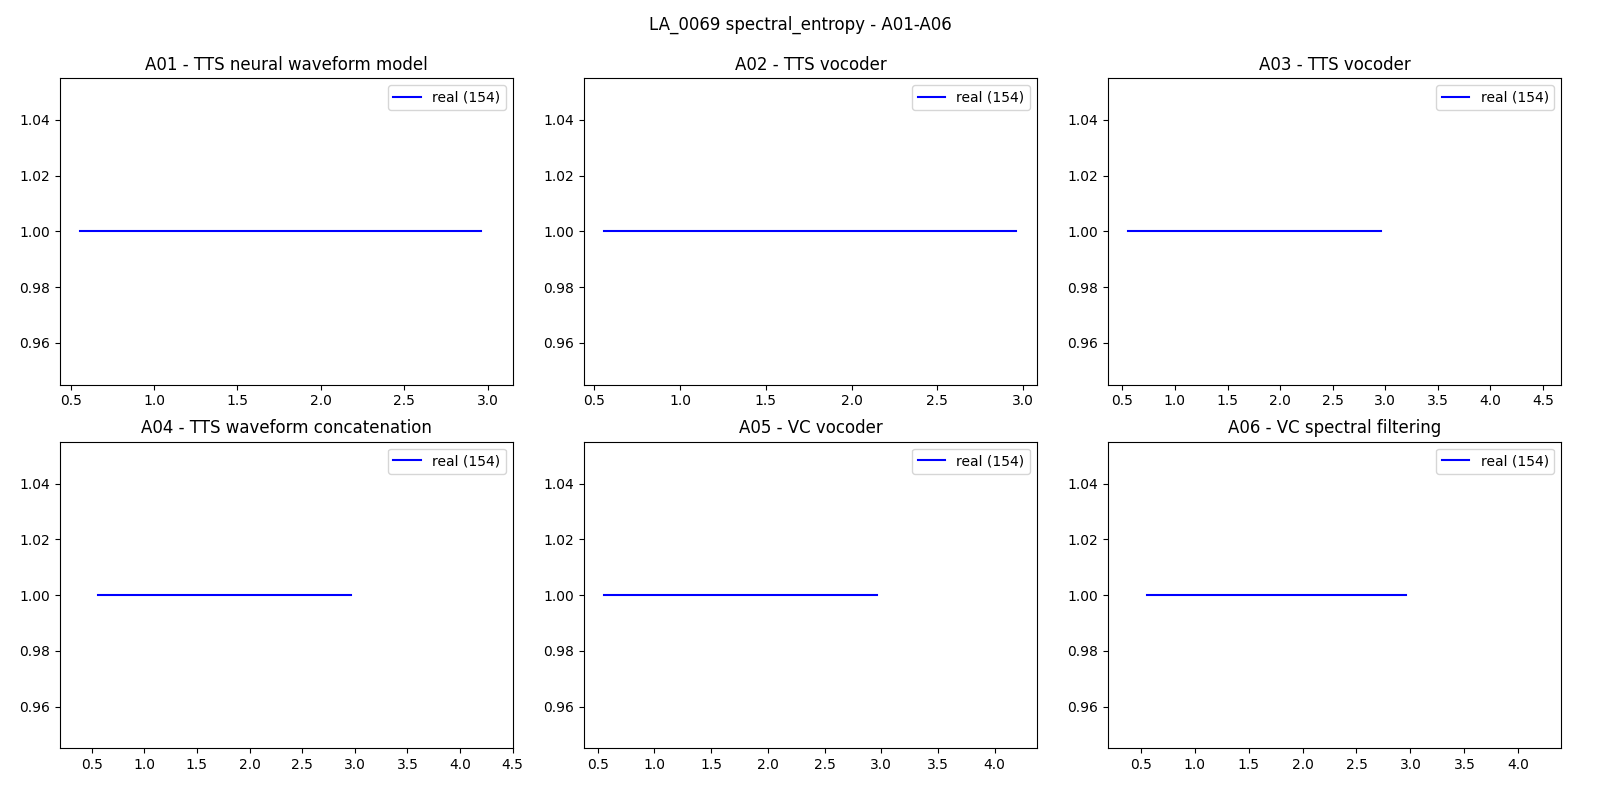 LA_0069 spectral_entropy - A01-A06
A01 - TTS neural waveform model
real (154)
1.04
1.02
1.00
0.98
0.96
0.5 1.0 1.5 2.0 2.5 3.0
A02 - TTS vocoder
real (154)
1.04
1.02
1.00
0.98
0.96
0.5 1.0 1.5 2.0 2.5 3.0
A03 - TTS vocoder
real (154)
1.04
1.02
1.00
0.98
0.96
0.5 1.0 1.5 2.0 2.5 3.0 3.5 4.0 4.5
A04 - TTS waveform concatenation
real (154)
1.04
1.02
1.00
0.98
0.96
0.5 1.0 1.5 2.0 2.5 3.0 3.5 4.0 4.5
A05 - VC vocoder
real (154)
1.04
1.02
1.00
0.98
0.96
0.5 1.0 1.5 2.0 2.5 3.0 3.5 4.0
A06 - VC spectral filtering
real (154)
1.04
1.02
1.00
0.98
0.96
0.5 1.0 1.5 2.0 2.5 3.0 3.5 4.0